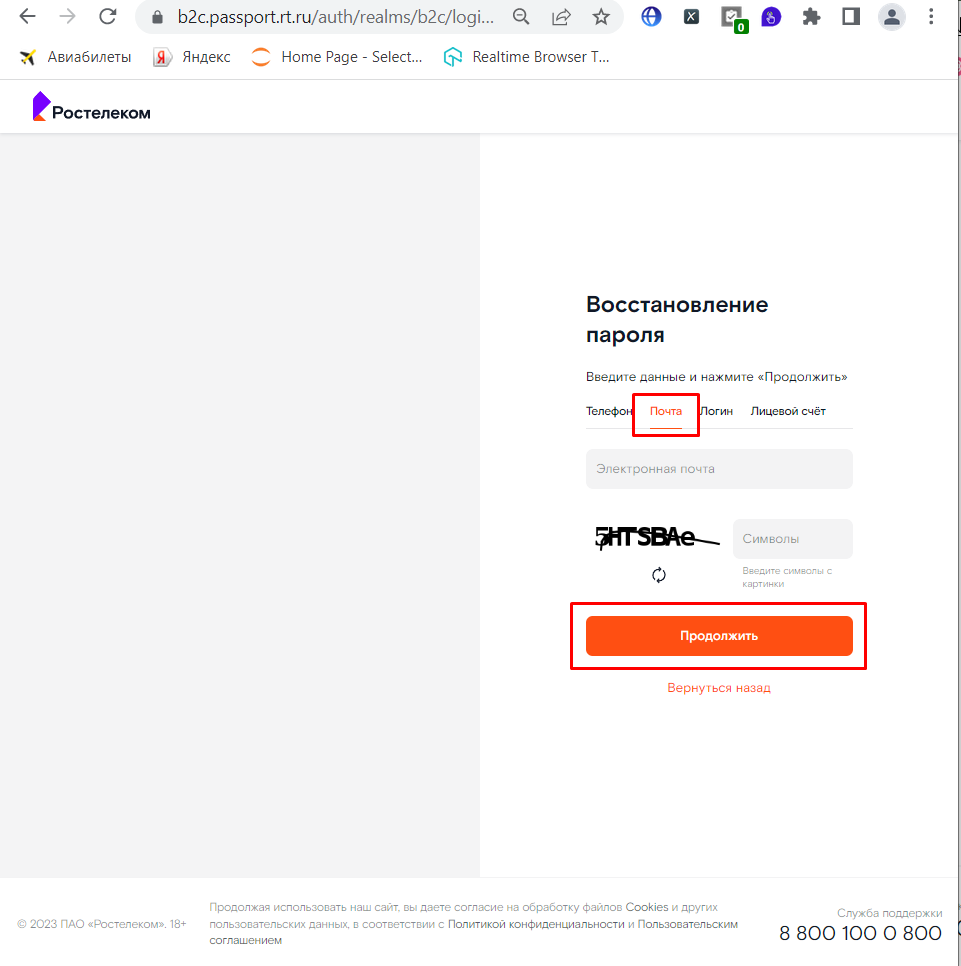 b2c.passport.rt.ru/auth/realms/b2c/logi...
0
Авиабилеты Яндекс Home Page - Select... Realtime Browser T...
Ростелеком
Восстановление
пароля
Введите данные и нажмите «Продолжить»
Телефон Почта Логин Лицевой счёт
Электронная почта
5HTSBAe Символы
Введите символы с
картинки
Продолжить
Вернуться назад
© 2023 ПАО «Ростелеком». 18+
Продолжая использовать наш сайт, вы даете согласие на обработку файлов Cookies и других
пользовательских данных, в соответствии с Политикой конфиденциальности и Пользовательским
соглашением
Служба поддержки
8 800 100 0 800